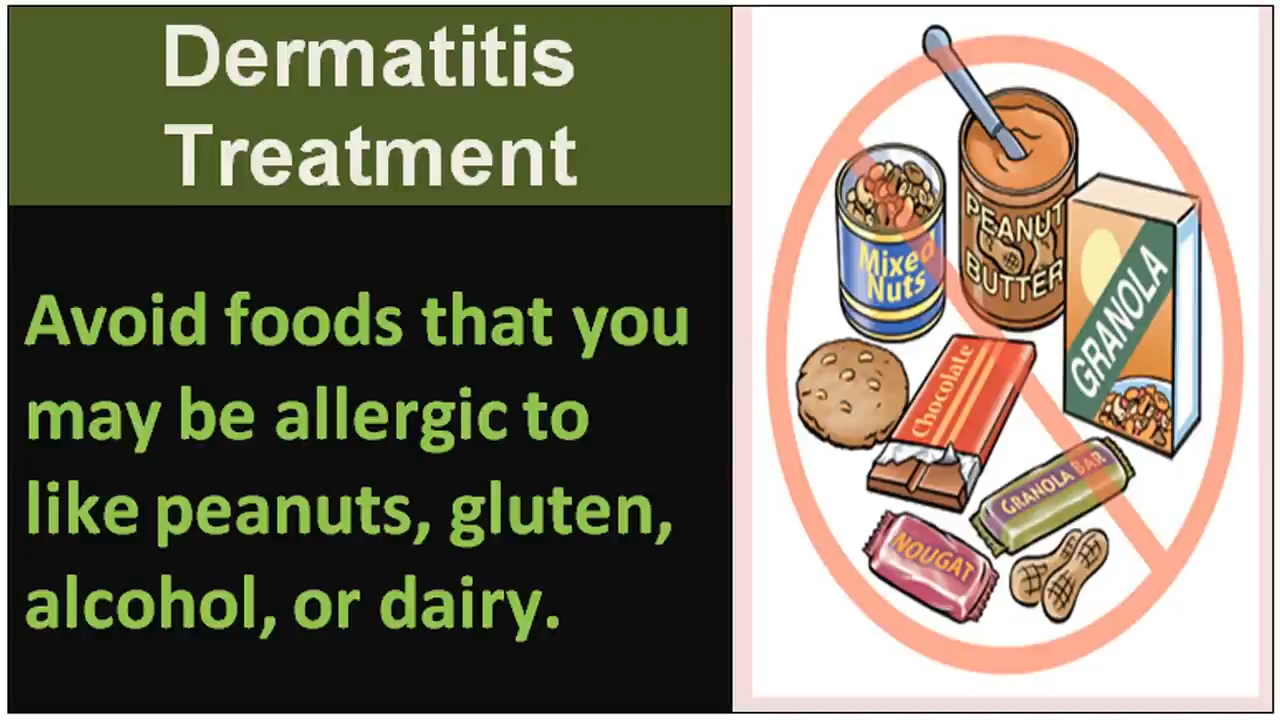 Dermatitis
Treatment
Avoid foods that you
may be allergic to
like peanuts, gluten,
alcohol, or dairy.
PEANUT
BUTTER
Mixed
Nuts
GRANOLA
Chocolate
GRANOLA BAR
NOUGAT